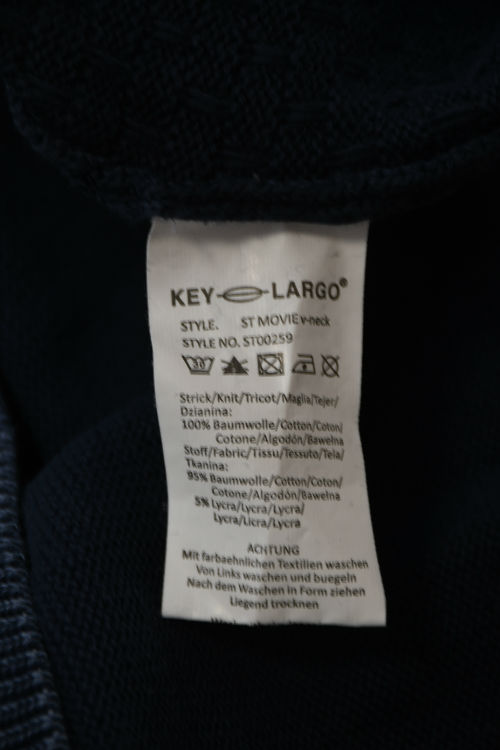 KEY LARGO®
STYLE. ST MOVIE v-neck
STYLE NO. ST00259
30
Strick/Knit/Tricot/Maglia/Tejer/
Dzianina:
100% Baumwolle/Cotton/Coton/
Cotone/Algodón/Bawełna
Stoff/Fabric/Tissu/Tessuto/Tela/
Tkanina:
95% Baumwolle/Cotton/Coton/
Cotone/Algodón/Bawełna
5% Lycra/Lycra/Lycra/
Lycra/Licra/Lycra
ACHTUNG
Mit farbaehnlichen Textilien waschen
Von Links waschen und buegeln
Nach dem Waschen in Form ziehen
Liegend trocknen